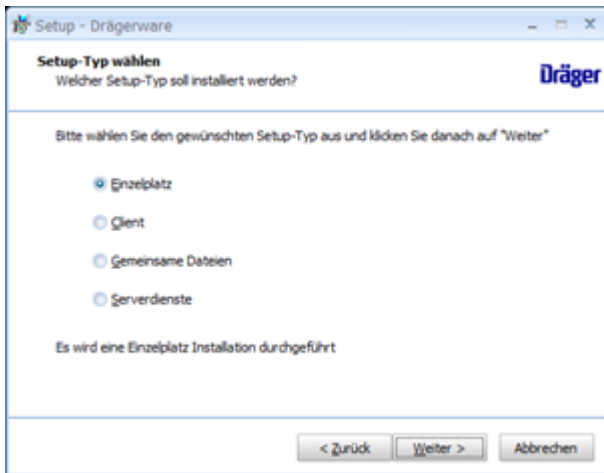 Setup - Drägerware
Setup-Typ wählen
Welcher Setup-Typ soll installiert werden?
Dräger
Bitte wählen Sie den gewünschten Setup-Typ aus und klicken Sie danach auf "Weiter"
Einzelplatz
Client
Gemeinsame Dateien
Serverdienste
Es wird eine Einzelplatz Installation durchgeführt
< Zurück
Weiter >
Abbrechen